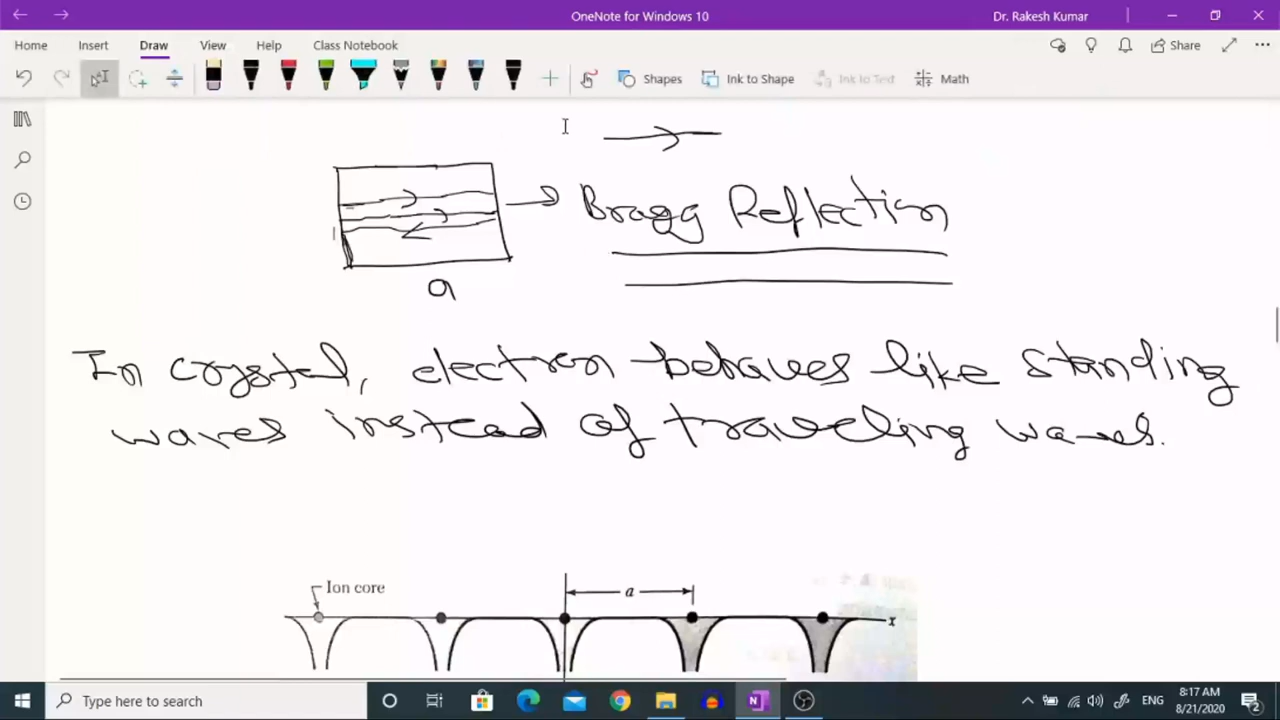 OneNote for Windows 10
Dr. Rakesh Kumar
Home Insert Draw View Help Class Notebook
Share
Shapes Ink to Shape Ink to Text Math
Bragg Reflection
a
In crystal, electron behaves like standing
waves instead of traveling waves.
Ion core
a
x
Type here to search
ENG
8:17 AM
8/21/2020
2